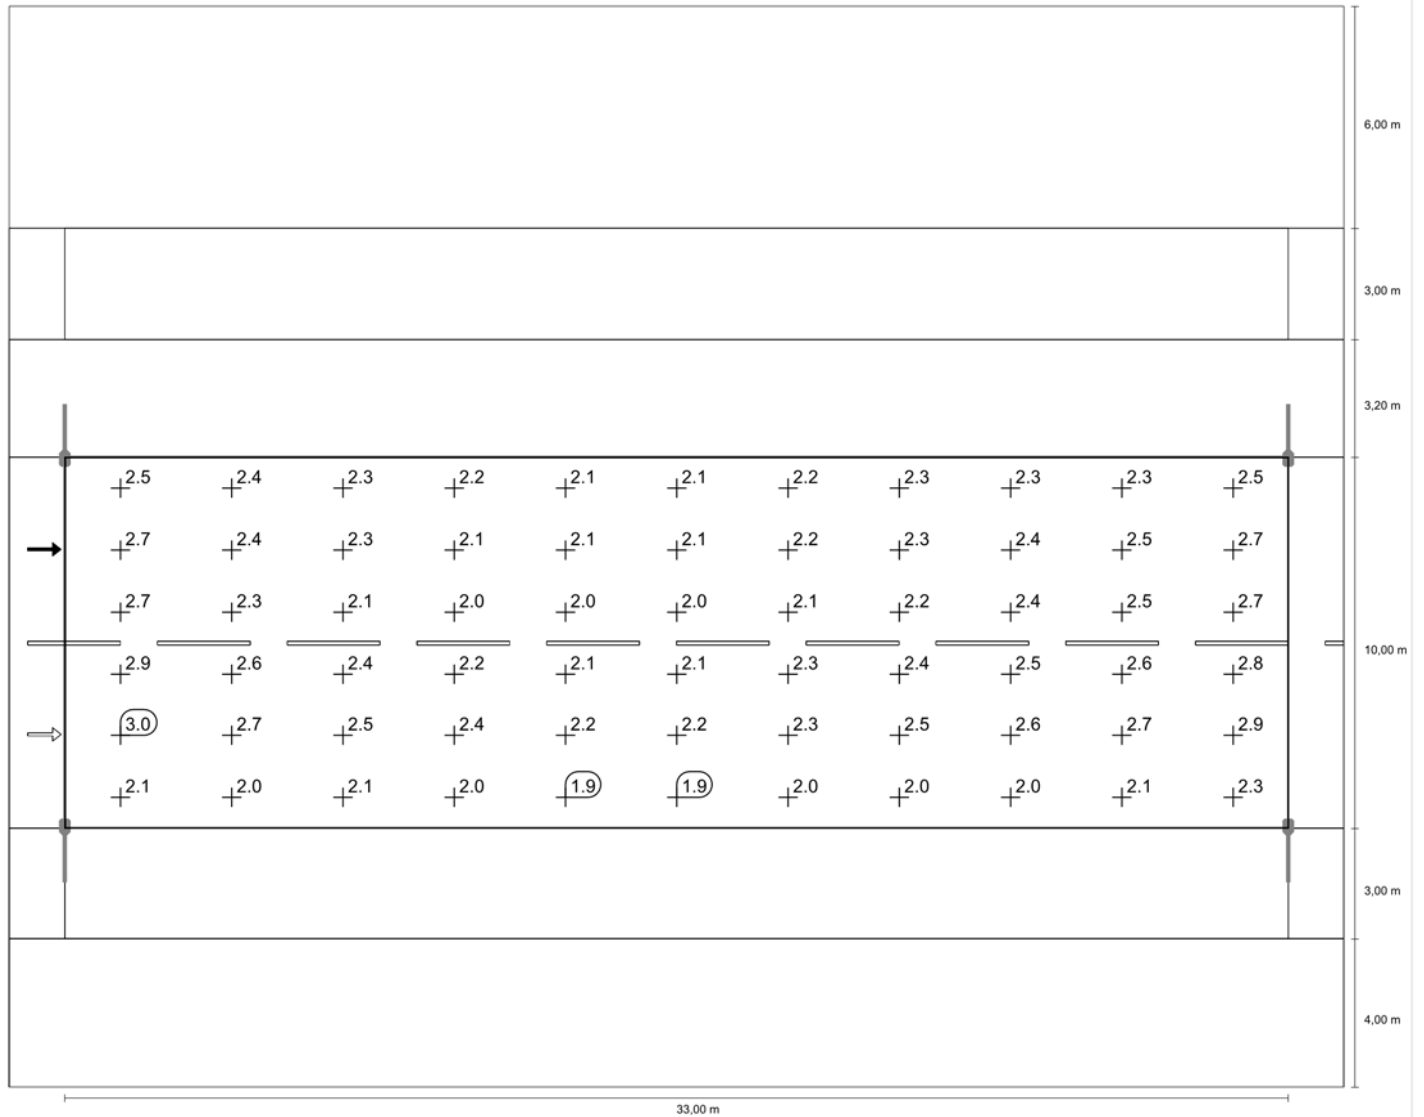 6,00 m
3,00 m
3,20 m
2.5 2.4 2.3 2.2 2.1 2.1 2.2 2.3 2.3 2.3 2.5
2.7 2.4 2.3 2.1 2.1 2.1 2.2 2.3 2.4 2.5 2.7
2.7 2.3 2.1 2.0 2.0 2.0 2.1 2.2 2.4 2.5 2.7
10,00 m
2.9 2.6 2.4 2.2 2.1 2.1 2.3 2.4 2.5 2.6 2.8
3.0 2.7 2.5 2.4 2.2 2.2 2.3 2.5 2.6 2.7 2.9
2.1 2.0 2.1 2.0 1.9 1.9 2.0 2.0 2.0 2.1 2.3
3,00 m
4,00 m
33,00 m